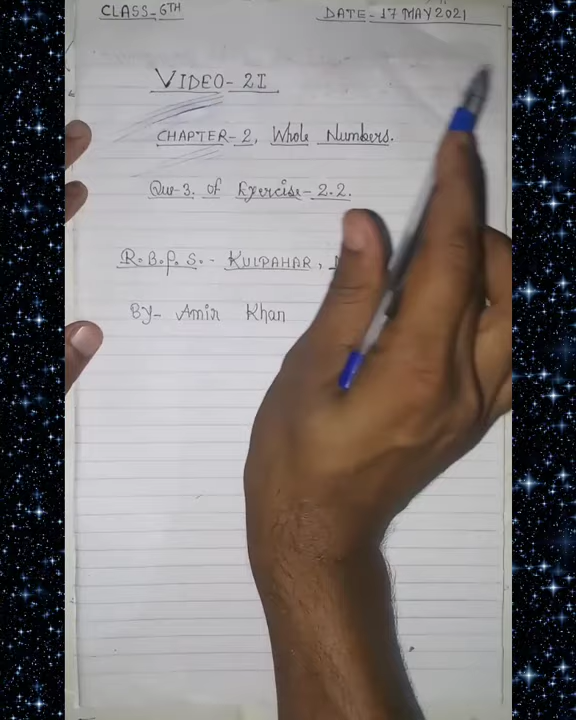 CLASS-6TH
DATE-17 MAY 2021
VIDEO-21
CHAPTER-2, Whole Numbers.
Que-3. of Exercise-2.2.
R.B.P.S.- KULPAHAR,
By- Amir Khan